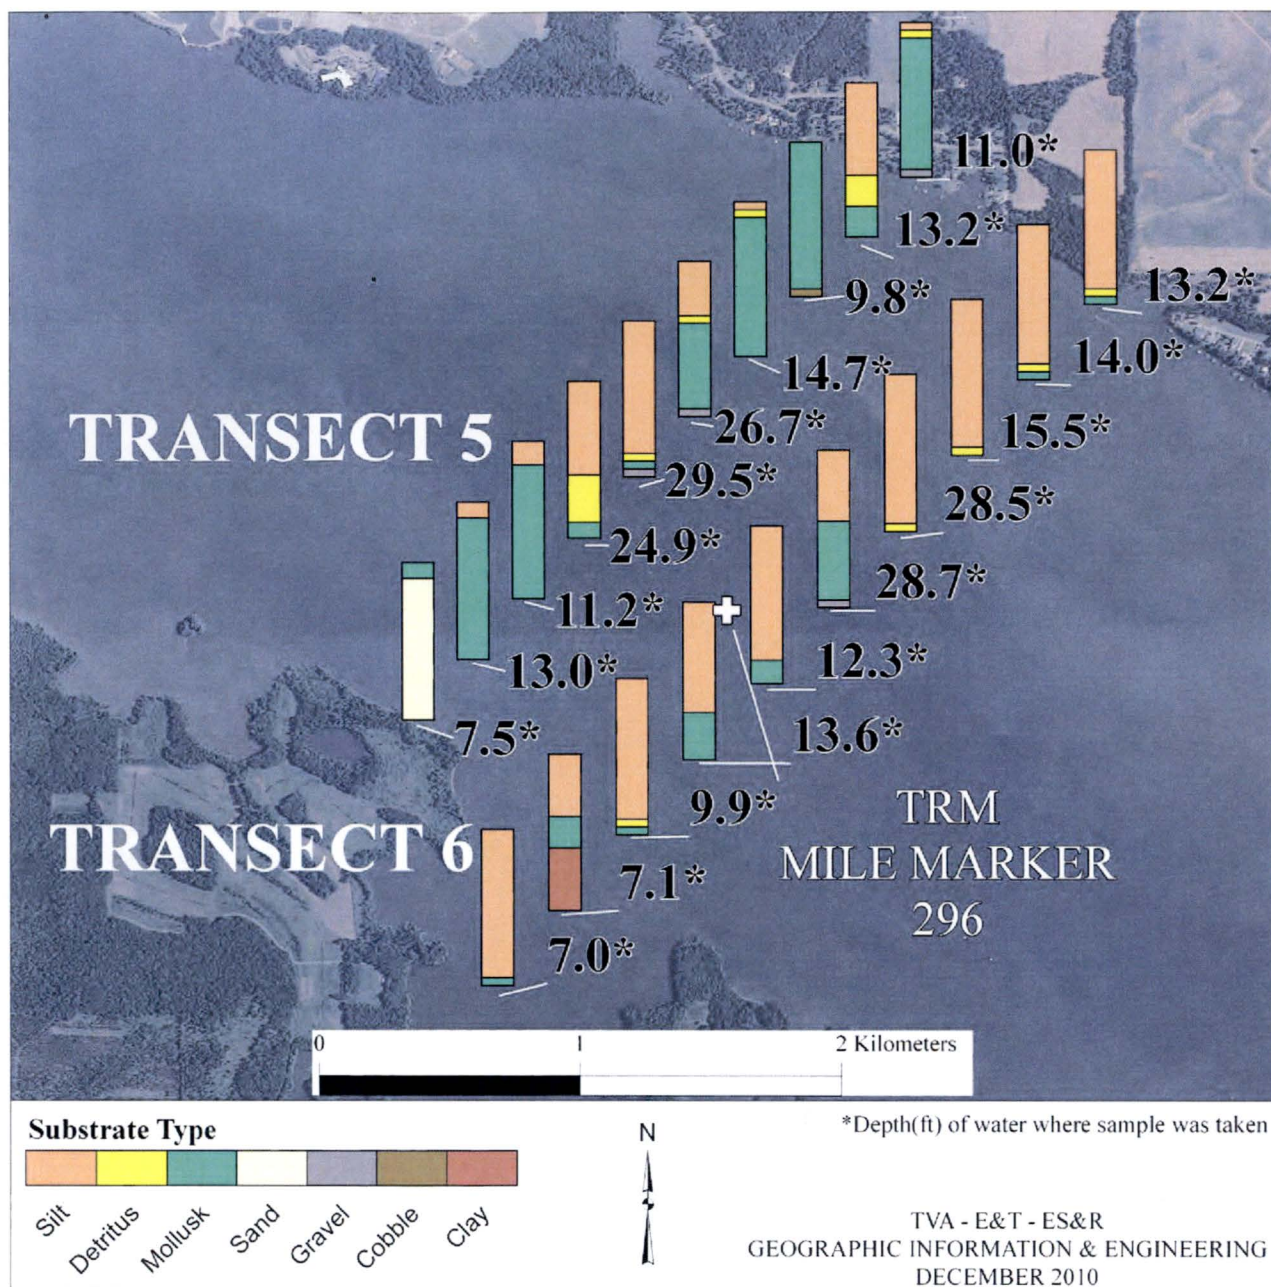 11.0*
13.2*
13.2*
9.8*
14.0*
14.7*
15.5*
26.7*
TRANSECT 5
29.5*
28.5*
24.9*
28.7*
11.2*
12.3*
13.0*
7.5*
13.6*
9.9*
TRM
MILE MARKER
296
TRANSECT 6
7.1*
7.0*
0 1 2 Kilometers
Substrate Type
Silt
Detritus
Mollusk
Sand
Gravel
Cobble
Clay
N
*Depth(ft) of water where sample was taken
TVA - E&T - ES&R
GEOGRAPHIC INFORMATION & ENGINEERING
DECEMBER 2010